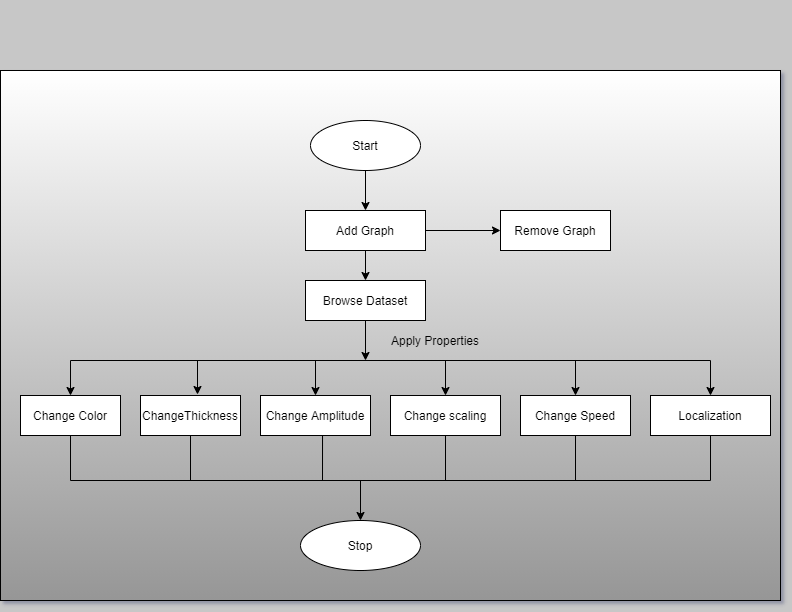 Start
Add Graph
Remove Graph
Browse Dataset
Apply Properties
Change Color
ChangeThickness
Change Amplitude
Change scaling
Change Speed
Localization
Stop